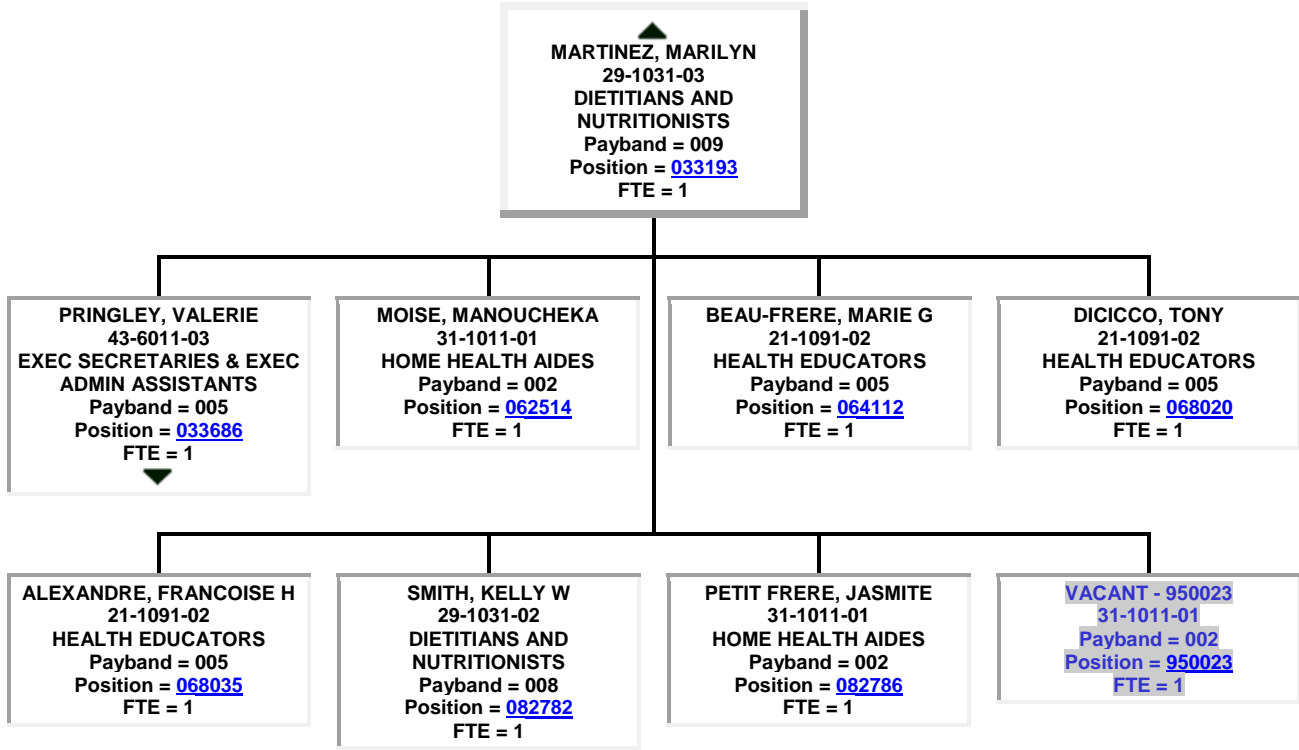 MARTINEZ, MARILYN
29-1031-03
DIETITIANS AND
NUTRITIONISTS
Payband = 009
Position = 033193
FTE = 1
PRINGLEY, VALERIE
43-6011-03
EXEC SECRETARIES & EXEC
ADMIN ASSISTANTS
Payband = 005
Position = 033686
FTE = 1
MOISE, MANOUCHEKA
31-1011-01
HOME HEALTH AIDES
Payband = 002
Position = 062514
FTE = 1
BEAU-FRERE, MARIE G
21-1091-02
HEALTH EDUCATORS
Payband = 005
Position = 064112
FTE = 1
DICICCO, TONY
21-1091-02
HEALTH EDUCATORS
Payband = 005
Position = 068020
FTE = 1
ALEXANDRE, FRANCOISE H
21-1091-02
HEALTH EDUCATORS
Payband = 005
Position = 068035
FTE = 1
SMITH, KELLY W
29-1031-02
DIETITIANS AND
NUTRITIONISTS
Payband = 008
Position = 082782
FTE = 1
PETIT FRERE, JASMITE
31-1011-01
HOME HEALTH AIDES
Payband = 002
Position = 082786
FTE = 1
VACANT - 950023
31-1011-01
Payband = 002
Position = 950023
FTE = 1